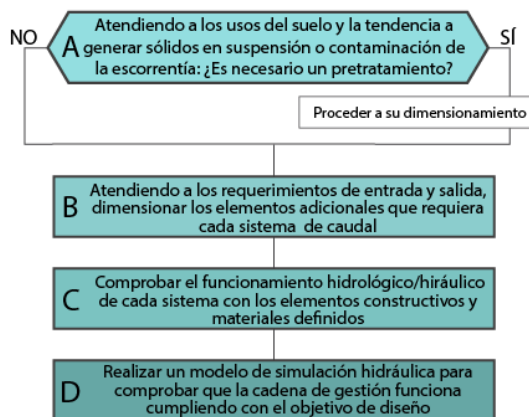 NO
SÍ
A
Atendiendo a los usos del suelo y la tendencia a
generar sólidos en suspensión o contaminación de
la escorrentía: ¿Es necesario un pretratamiento?
Proceder a su dimensionamiento
B
Atendiendo a los requerimientos de entrada y salida,
dimensionar los elementos adicionales que requiera
cada sistema de caudal
C
Comprobar el funcionamiento hidrológico/hiráulico
de cada sistema con los elementos constructivos y
materiales definidos
D
Realizar un modelo de simulación hidráulica para
comprobar que la cadena de gestión funciona
cumpliendo con el objetivo de diseño